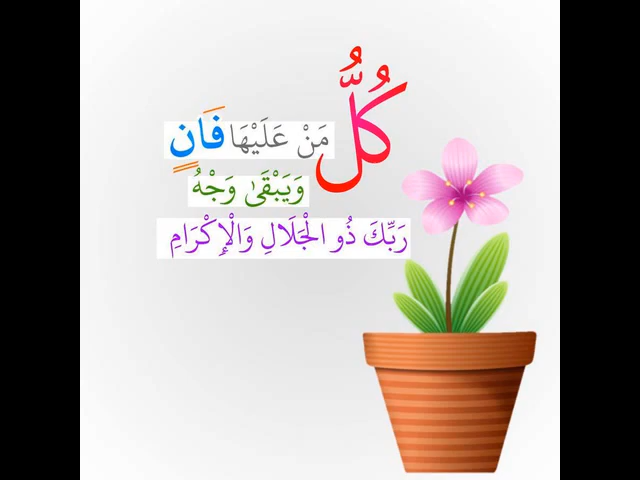 كُلُّ مَنْ عَلَيْهَا فَانٍ
وَيَبْقَىٰ وَجْهُ
رَبِّكَ ذُو الْجَلَالِ وَالْإِكْرَامِ